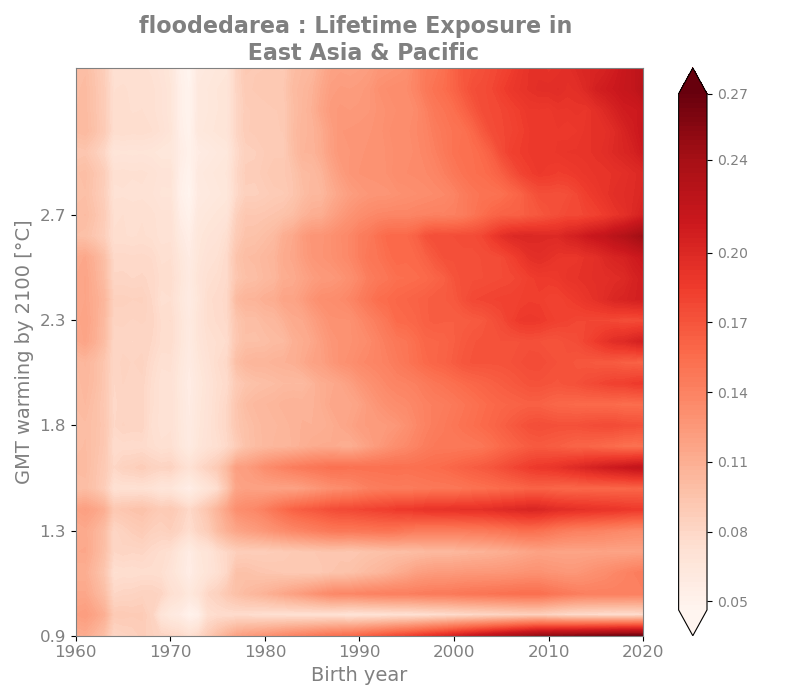 floodedarea : Lifetime Exposure in
East Asia & Pacific
GMT warming by 2100 [°C]
2.7
2.3
1.8
1.3
0.9
1960 1970 1980 1990 2000 2010 2020
Birth year
0.27
0.24
0.20
0.17
0.14
0.11
0.08
0.05